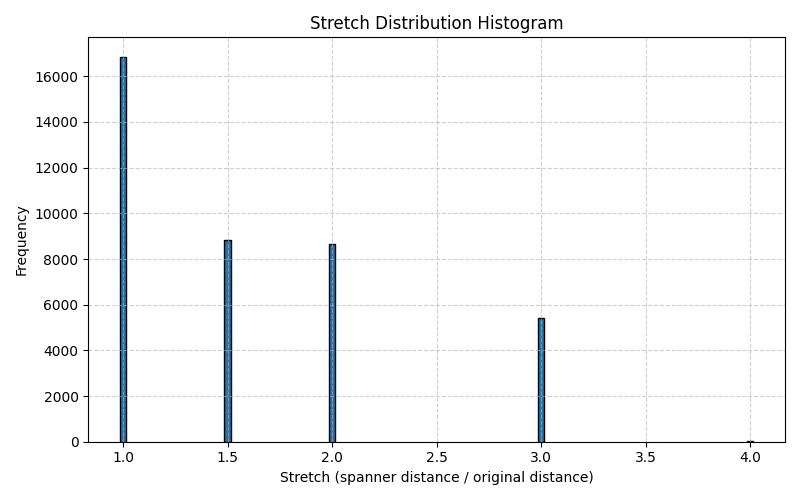 Stretch Distribution Histogram
Frequency
16000
14000
12000
10000
8000
6000
4000
2000
0
1.0 1.5 2.0 2.5 3.0 3.5 4.0
Stretch (spanner distance / original distance)